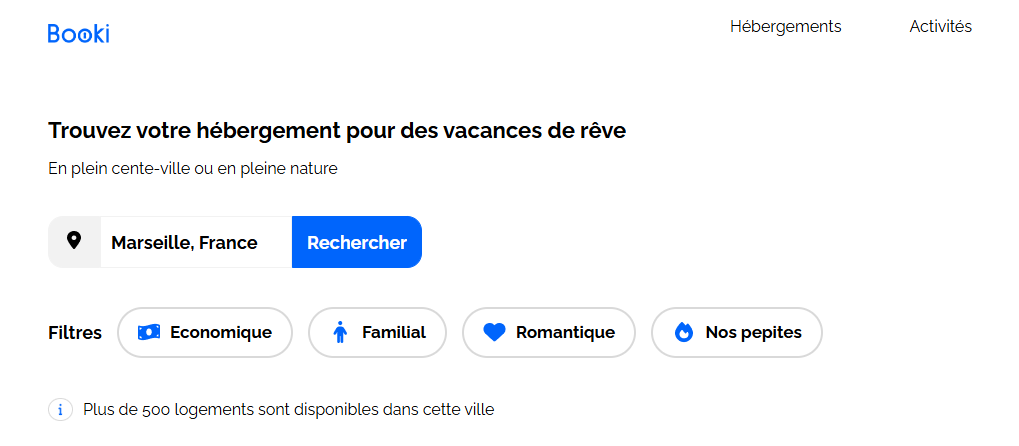 Booki
Hébergements Activités
Trouvez votre hébergement pour des vacances de rêve
En plein cente-ville ou en pleine nature
Marseille, France Rechercher
Filtres Economique Familial Romantique Nos pepites
i Plus de 500 logements sont disponibles dans cette ville